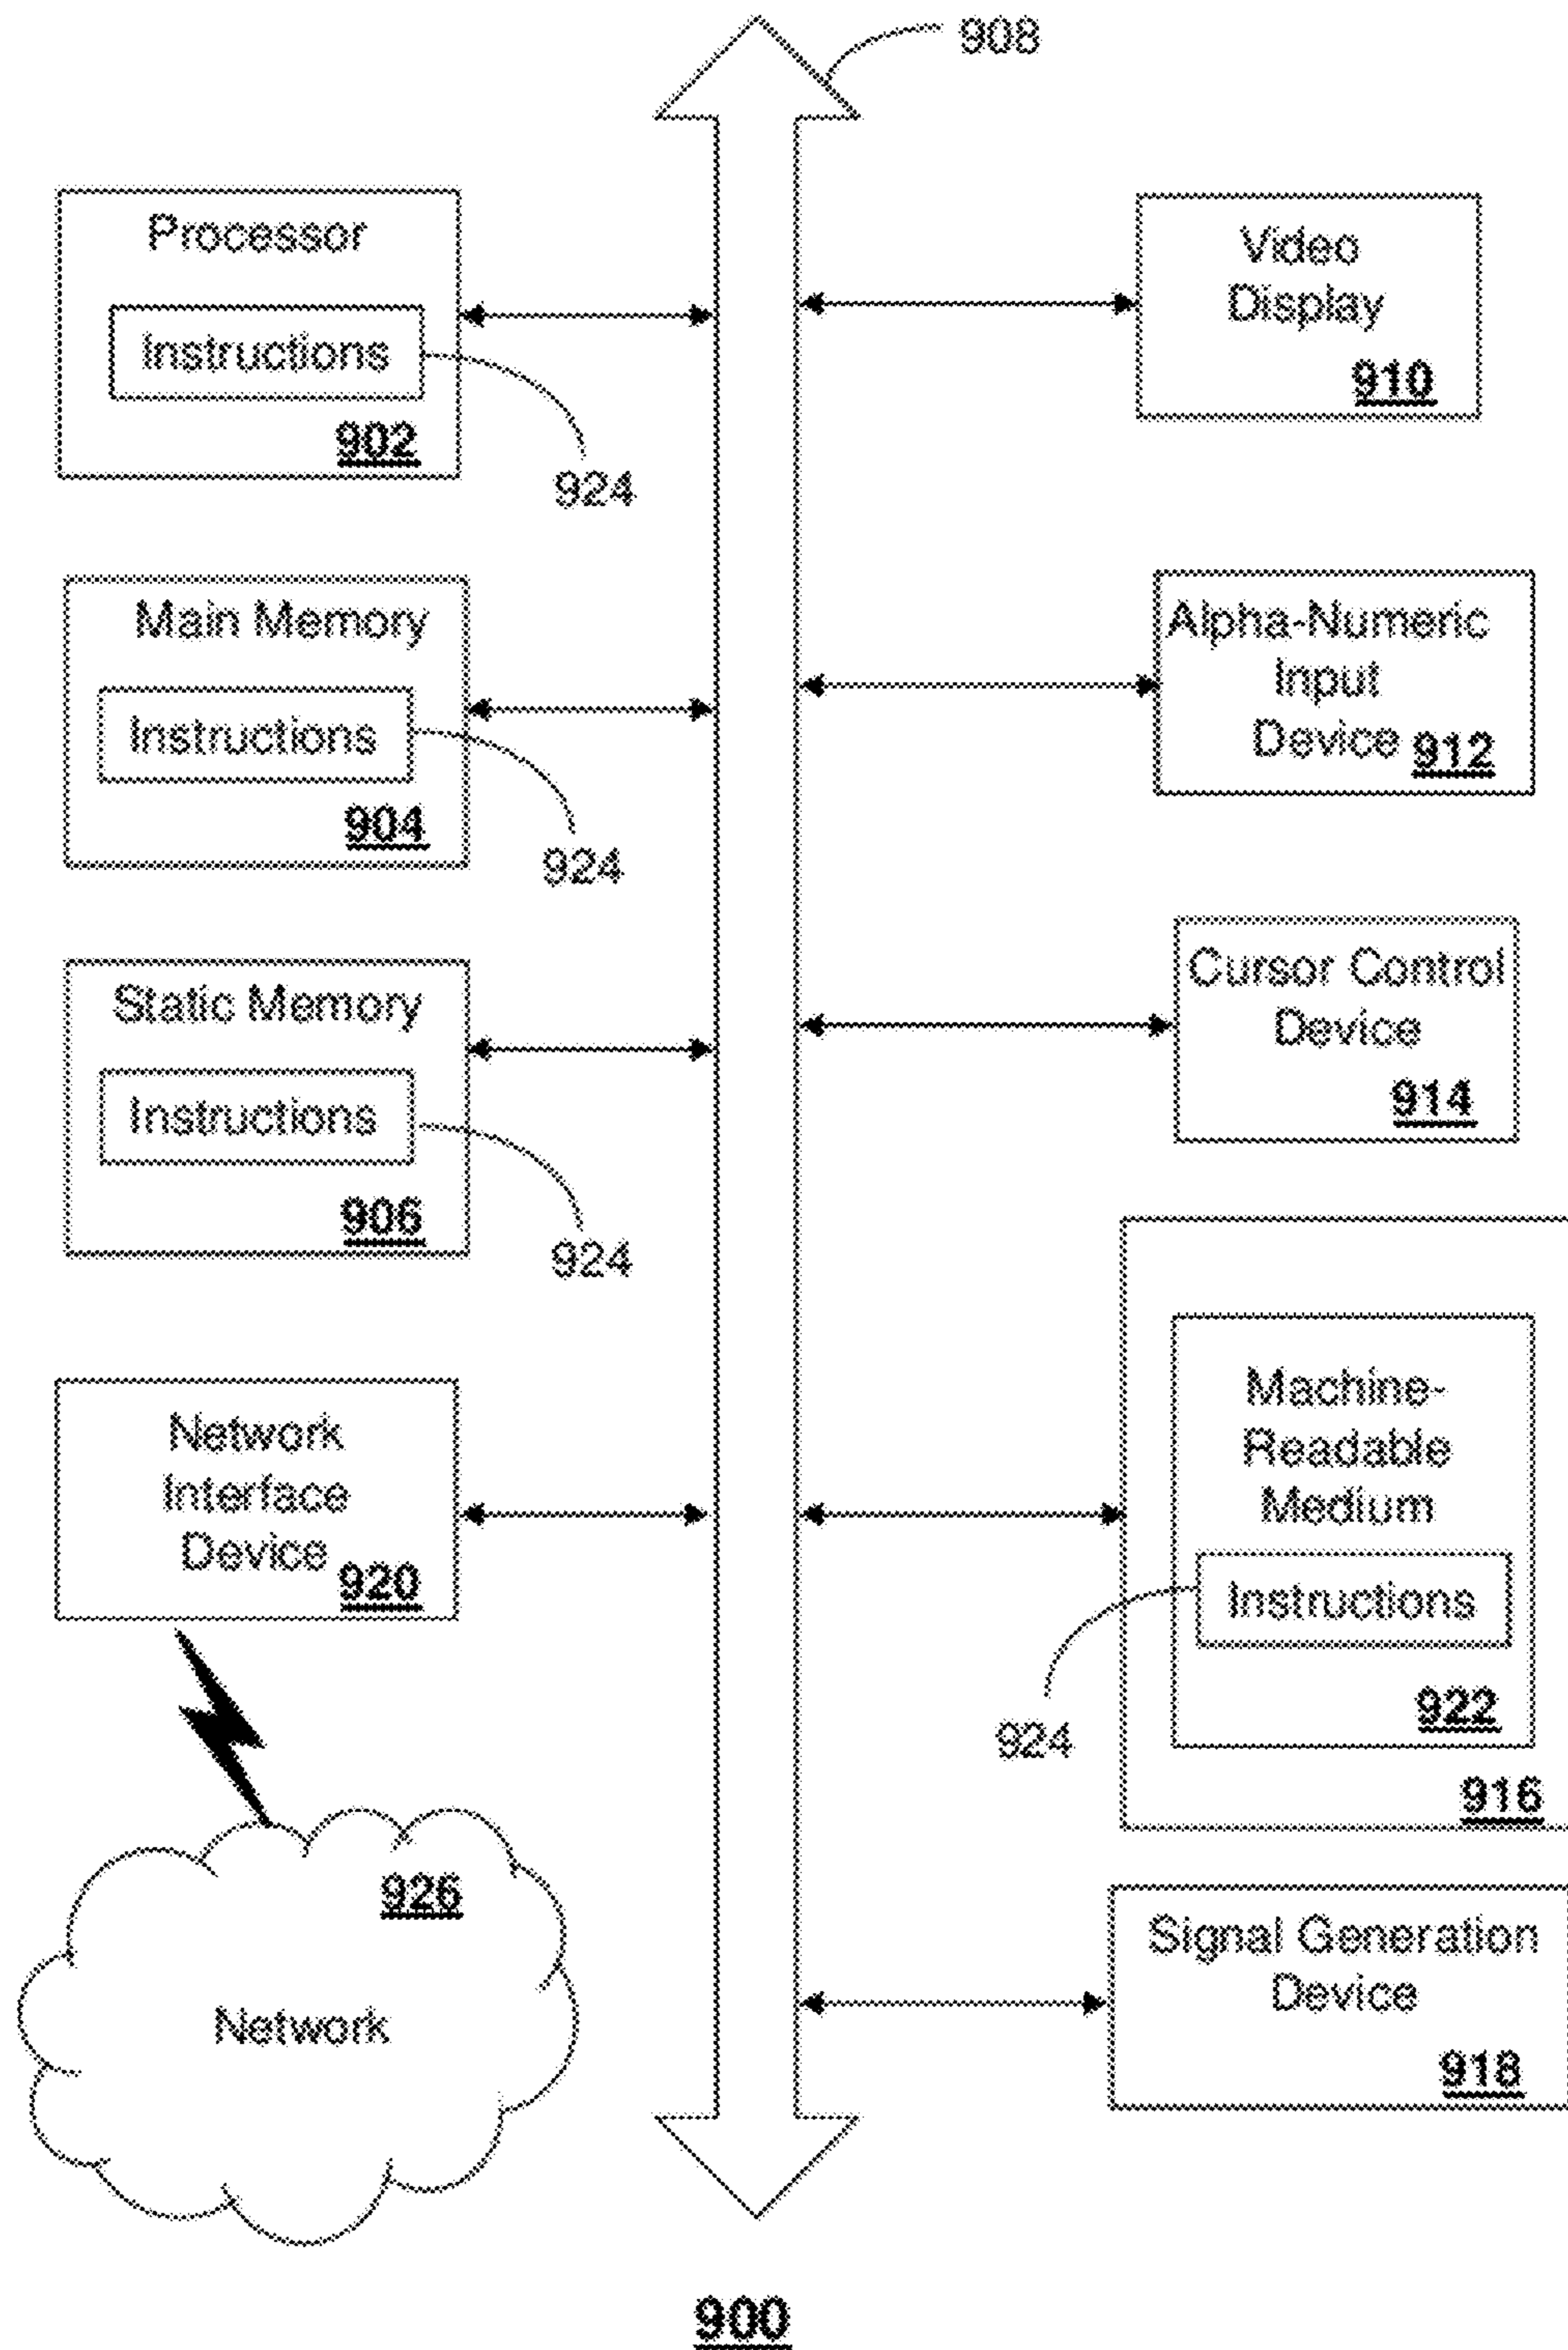 908
Processor
Instructions
902
924
Main Memory
Instructions
904
924
Static Memory
Instructions
906
924
Network
Interface
Device
920
926
Network
Video
Display
910
Alpha-Numeric
Input
Device
912
Cursor Control
Device
914
Machine-
Readable
Medium
Instructions
924
922
916
Signal Generation
Device
918
900